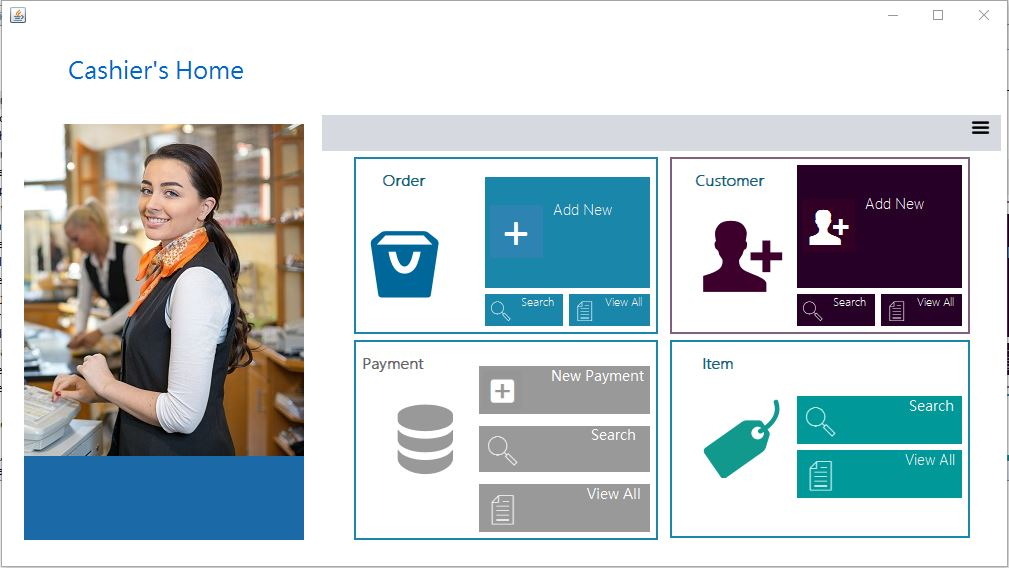 Cashier's Home
Order
Add New
Search
View All
Customer
Add New
Search
View All
Payment
New Payment
Search
View All
Item
Search
View All